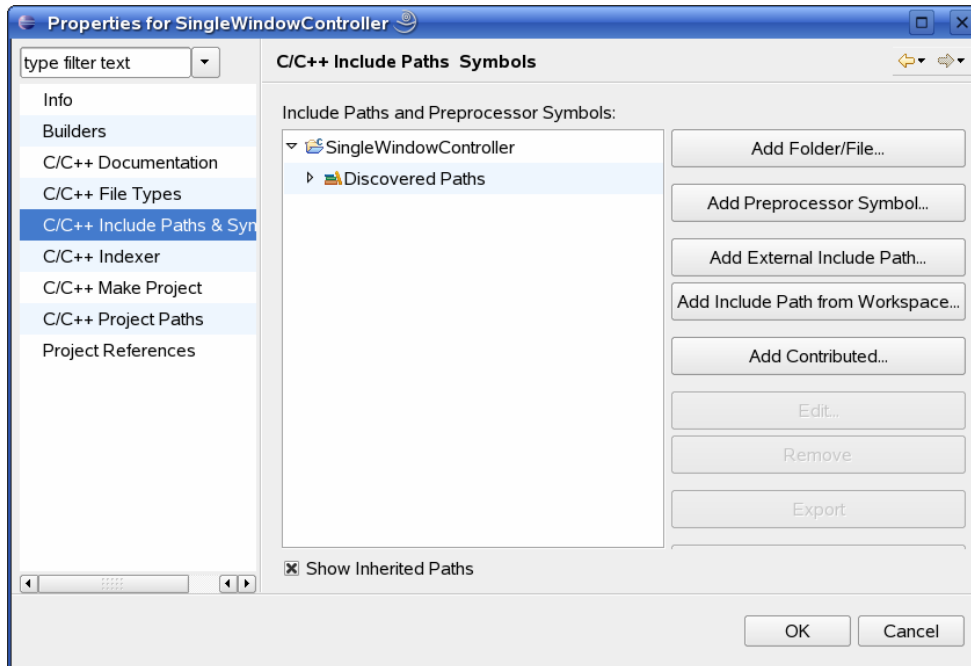 Properties for SingleWindowController
type filter text
Info
Builders
C/C++ Documentation
C/C++ File Types
C/C++ Include Paths & Sym
C/C++ Indexer
C/C++ Make Project
C/C++ Project Paths
Project References
C/C++ Include Paths  Symbols
Include Paths and Preprocessor Symbols:
SingleWindowController
Discovered Paths
Add Folder/File...
Add Preprocessor Symbol...
Add External Include Path...
Add Include Path from Workspace...
Add Contributed...
Edit...
Remove
Export
Show Inherited Paths
OK
Cancel